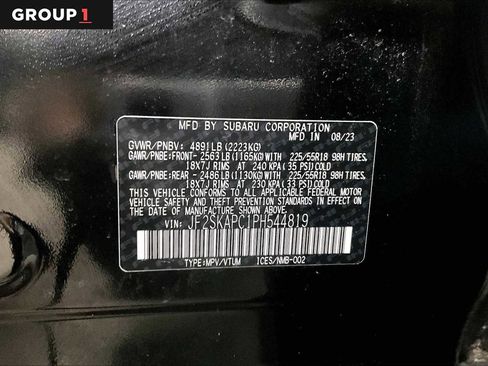 GROUP 1
MFD BY SUBARU CORPORATION
MFD IN 08/23
GVWR/PNBV: 4891LB(2223KG)
GAWR/PNBE:FRONT-2563LB(1165KG)WITH 225/55R18 98H TIRES,
18X7J RIMS AT 240 KPA(35 PSI)COLD
GAWR/PNBE:REAR -2486LB(1130KG)WITH 225/55R18 98H TIRES,
18X7J RIMS AT 230 KPA(33 PSI)COLD
THIS VEHICLE CONFORMS TO ALL APPLICABLE FEDERAL MOTOR
VEHICLE SAFETY, BUMPER, AND THEFT PREVENTION STANDARDS
IN EFFECT ON THE DATE OF MANUFACTURE SHOWN ABOVE.
VIN: JF2SKAPC1PH544819
TYPE:MPV/VTUM ICES/NMB-002